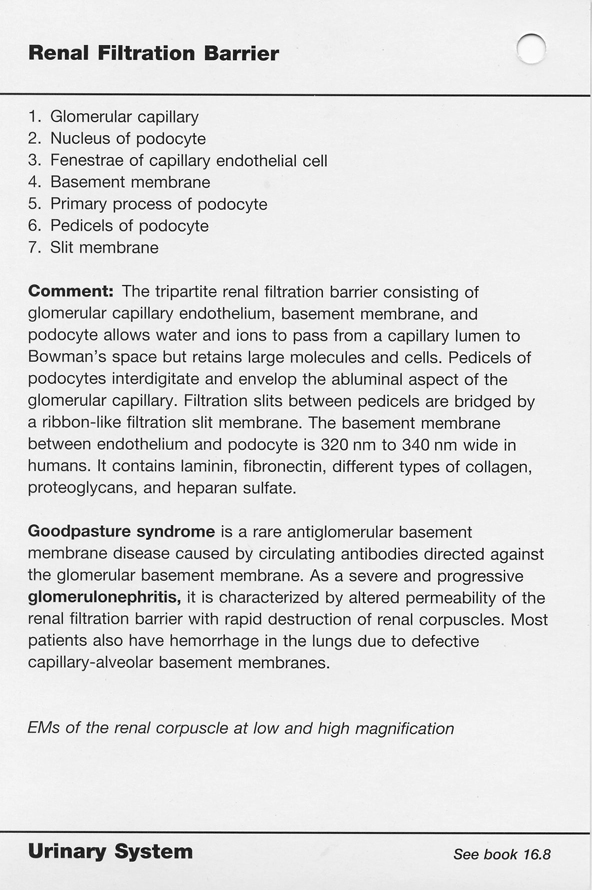 Renal Filtration Barrier
1. Glomerular capillary
2. Nucleus of podocyte
3. Fenestrae of capillary endothelial cell
4. Basement membrane
5. Primary process of podocyte
6. Pedicels of podocyte
7. Slit membrane
Comment: The tripartite renal filtration barrier consisting of
glomerular capillary endothelium, basement membrane, and
podocyte allows water and ions to pass from a capillary lumen to
Bowman's space but retains large molecules and cells. Pedicels of
podocytes interdigitate and envelop the abluminal aspect of the
glomerular capillary. Filtration slits between pedicels are bridged by
a ribbon-like filtration slit membrane. The basement membrane
between endothelium and podocyte is 320 nm to 340 nm wide in
humans. It contains laminin, fibronectin, different types of collagen,
proteoglycans, and heparan sulfate.
Goodpasture syndrome is a rare antiglomerular basement
membrane disease caused by circulating antibodies directed against
the glomerular basement membrane. As a severe and progressive
glomerulonephritis, it is characterized by altered permeability of the
renal filtration barrier with rapid destruction of renal corpuscles. Most
patients also have hemorrhage in the lungs due to defective
capillary-alveolar basement membranes.
EMs of the renal corpuscle at low and high magnification
Urinary System
See book 16.8